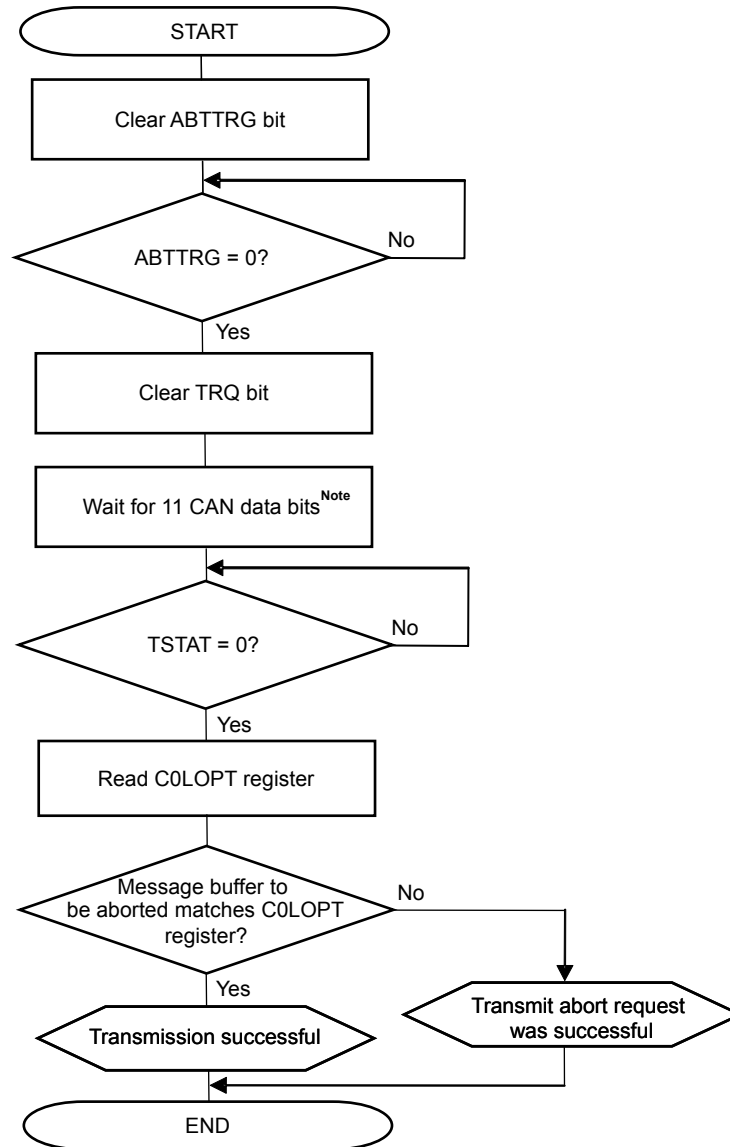 START
Clear ABTTRG bit
ABTTRG = 0?
No
Yes
Clear TRQ bit
Wait for 11 CAN data bitsNote
TSTAT = 0?
No
Yes
Read C0LOPT register
Message buffer to
be aborted matches C0LOPT
register?
No
Yes
Transmission successful
Transmit abort request
was successful
END